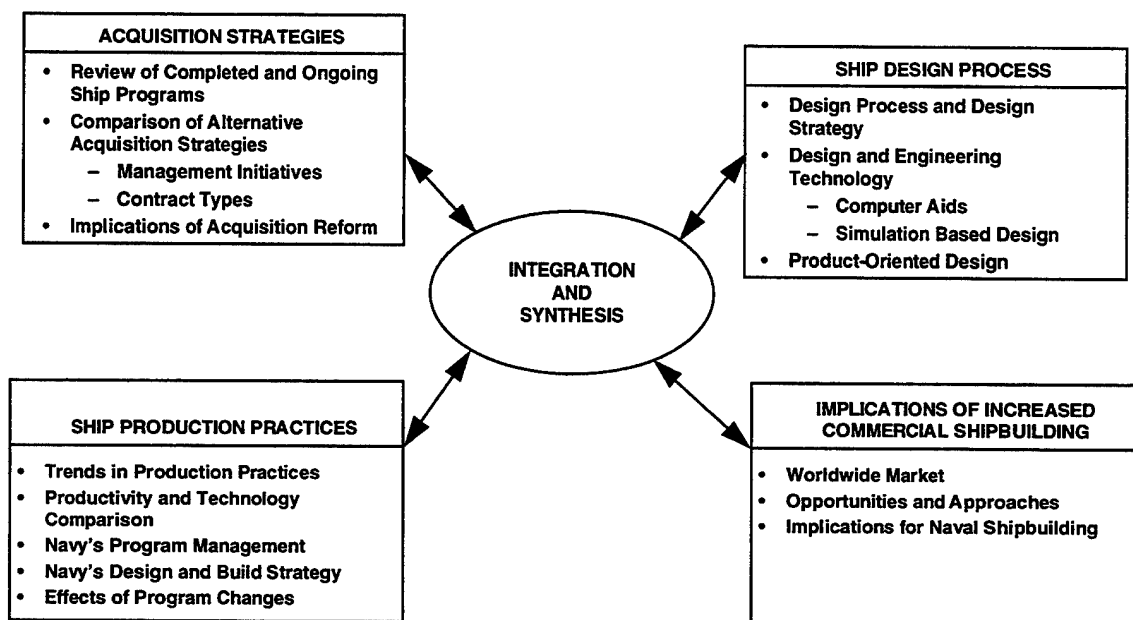 ACQUISITION STRATEGIES
• Review of Completed and Ongoing
Ship Programs
• Comparison of Alternative
Acquisition Strategies
– Management Initiatives
– Contract Types
• Implications of Acquisition Reform
SHIP DESIGN PROCESS
• Design Process and Design
Strategy
• Design and Engineering
Technology
– Computer Aids
– Simulation Based Design
• Product-Oriented Design
INTEGRATION
AND
SYNTHESIS
SHIP PRODUCTION PRACTICES
• Trends in Production Practices
• Productivity and Technology
Comparison
• Navy's Program Management
• Navy's Design and Build Strategy
• Effects of Program Changes
IMPLICATIONS OF INCREASED
COMMERCIAL SHIPBUILDING
• Worldwide Market
• Opportunities and Approaches
• Implications for Naval Shipbuilding